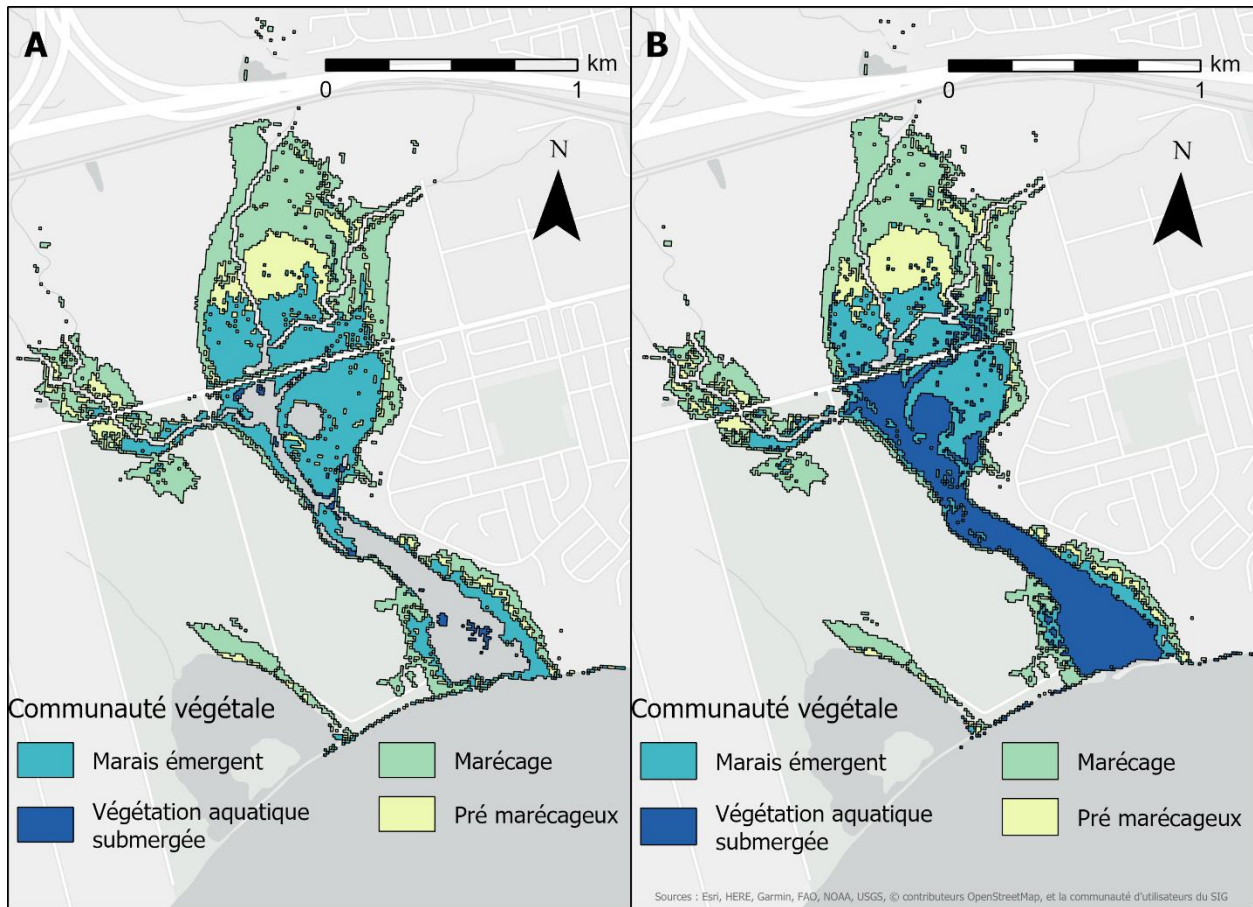 A
km
0
1
N
Communauté végétale
Marais émergent
Marécage
Végétation aquatique
submergée
Pré marécageux
B
km
0
1
N
Communauté végétale
Marais émergent
Marécage
Végétation aquatique
submergée
Pré marécageux
Sources : Esri, HERE, Garmin, FAO, NOAA, USGS, © contributeurs OpenStreetMap, et la communauté d'utilisateurs du SIG